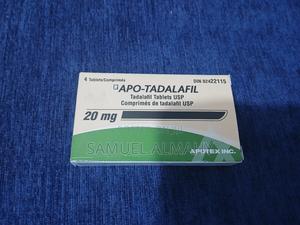 4 Tablets/Comprimés
DIN 02422115
APO-TADALAFIL
Tadalafil Tablets USP
Comprimés de tadalafil USP
20 mg
SAMUEL ALMAN
APOTEX INC.